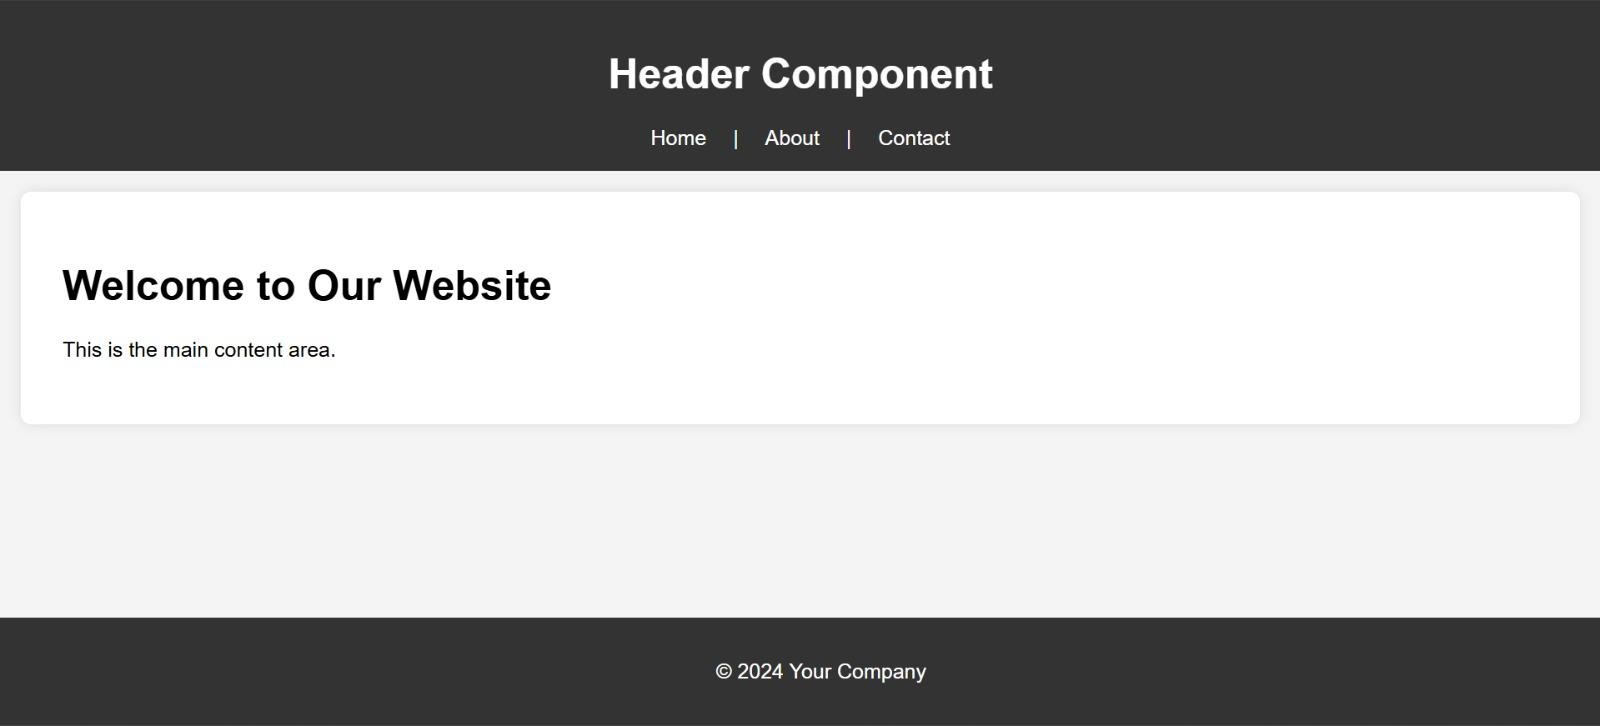 Header Component
Home | About | Contact
Welcome to Our Website
This is the main content area.
© 2024 Your Company